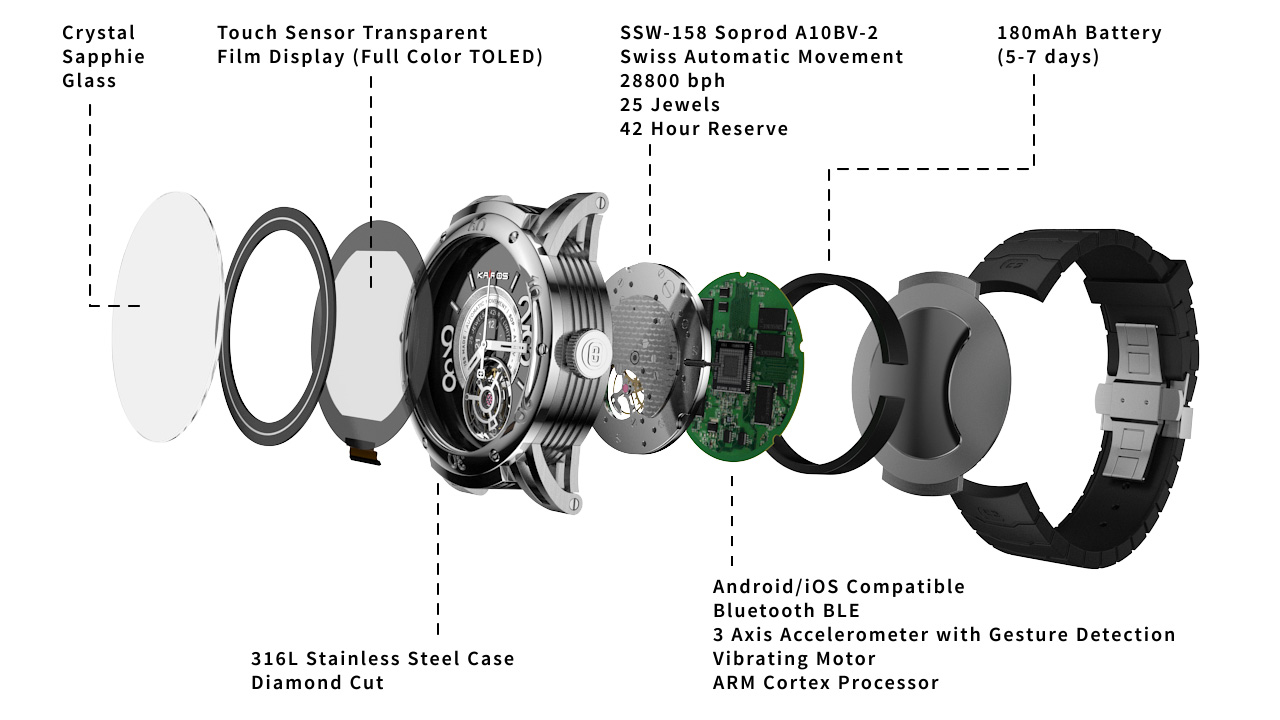 Crystal
Sapphie
Glass
Touch Sensor Transparent
Film Display (Full Color TOLED)
SSW-158 Soprod A10BV-2
Swiss Automatic Movement
28800 bph
25 Jewels
42 Hour Reserve
180mAh Battery
(5-7 days)
KAIROS
316L Stainless Steel Case
Diamond Cut
Android/iOS Compatible
Bluetooth BLE
3 Axis Accelerometer with Gesture Detection
Vibrating Motor
ARM Cortex Processor